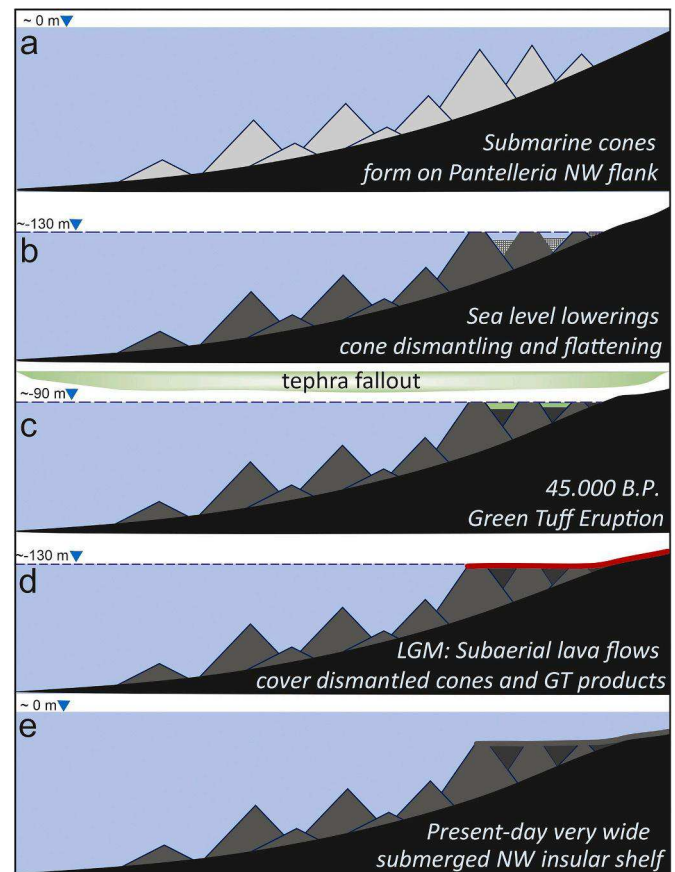 ~ 0 m
a
Submarine cones
form on Pantelleria NW flank
~-130 m
b
Sea level lowerings
cone dismantling and flattening
tephra fallout
~-90 m
c
45.000 B.P.
Green Tuff Eruption
~-130 m
d
LGM: Subaerial lava flows
cover dismantled cones and GT products
~ 0 m
e
Present-day very wide
submerged NW insular shelf